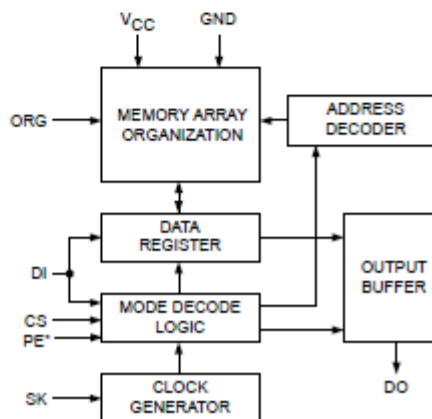 VCC
GND
ORG
MEMORY ARRAY
ORGANIZATION
ADDRESS
DECODER
DATA
REGISTER
DI
OUTPUT
BUFFER
MODE DECODE
LOGIC
CS
PE*
SK
CLOCK
GENERATOR
DO